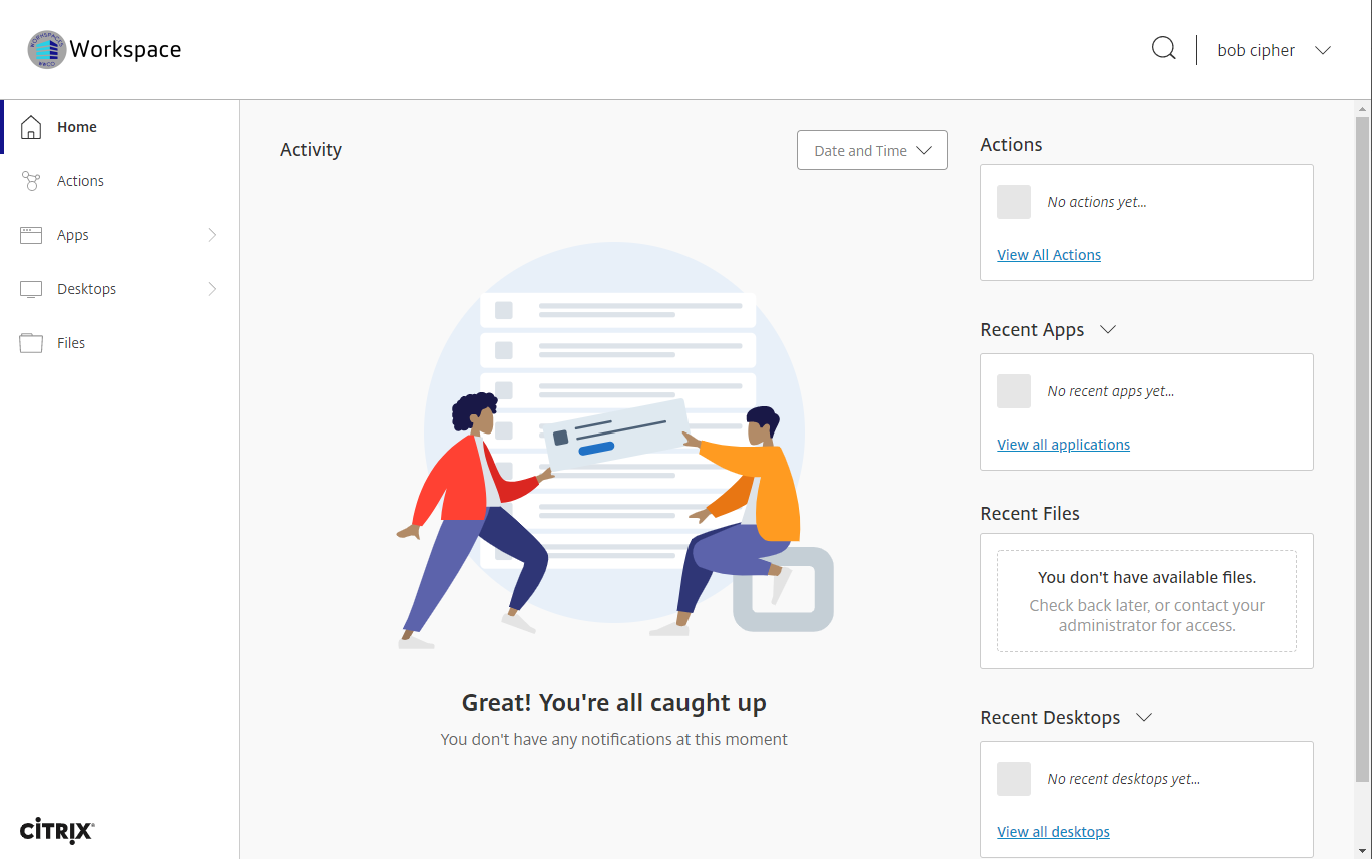 WORKSPACES
WWCO
Workspace
bob cipher
Home
Actions
Apps
Desktops
Files
CITRIX
Activity
Date and Time
Great! You're all caught up
You don't have any notifications at this moment
Actions
No actions yet...
View All Actions
Recent Apps
No recent apps yet...
View all applications
Recent Files
You don't have available files.
Check back later, or contact your
administrator for access.
Recent Desktops
No recent desktops yet...
View all desktops